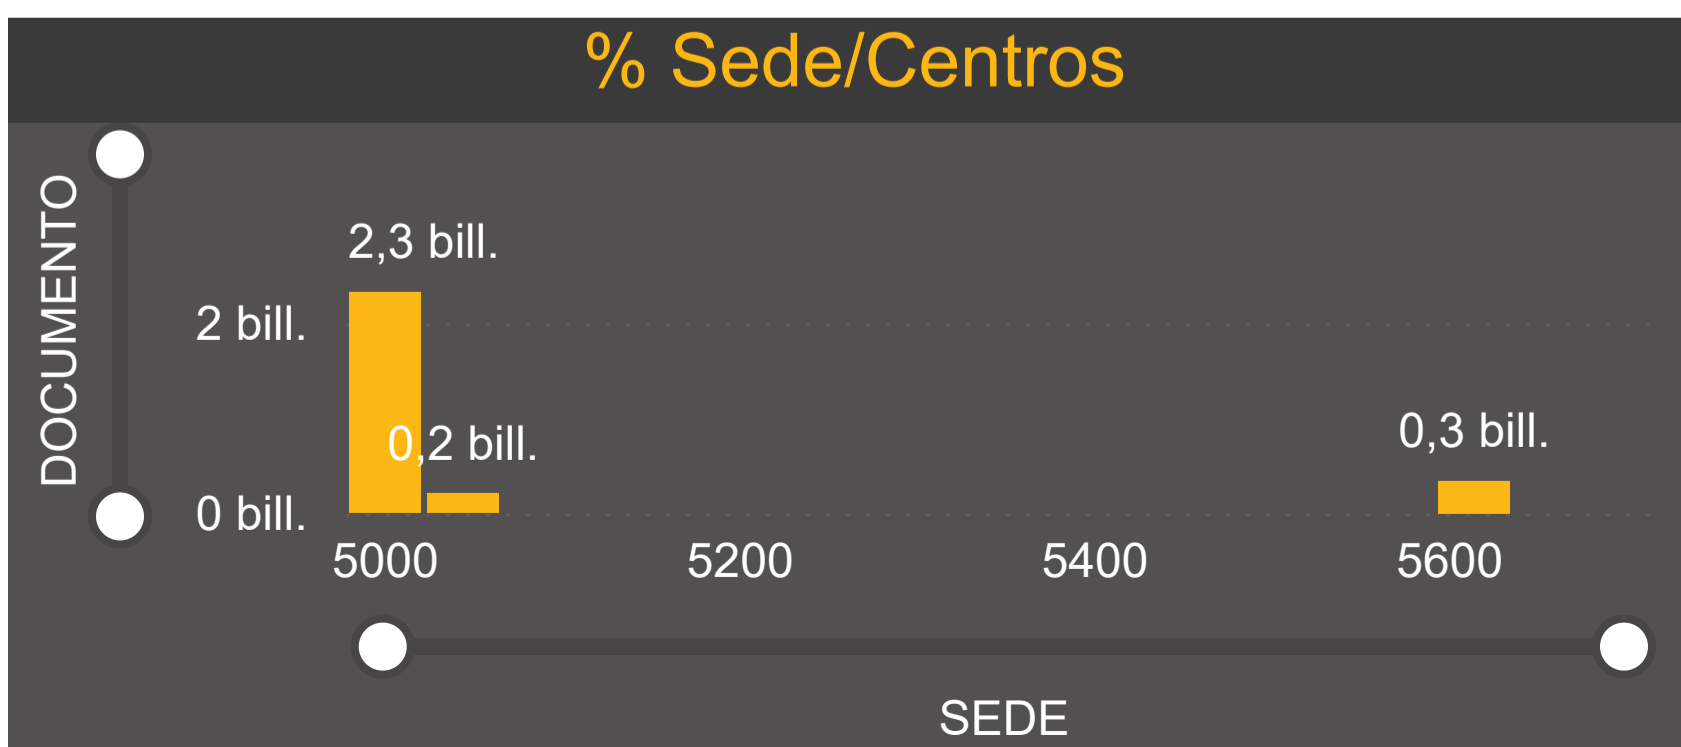 % Sede/Centros
DOCUMENTO
2,3 bill.
2 bill.
0,2 bill.
0,3 bill.
0 bill.
5000 5200 5400 5600
SEDE